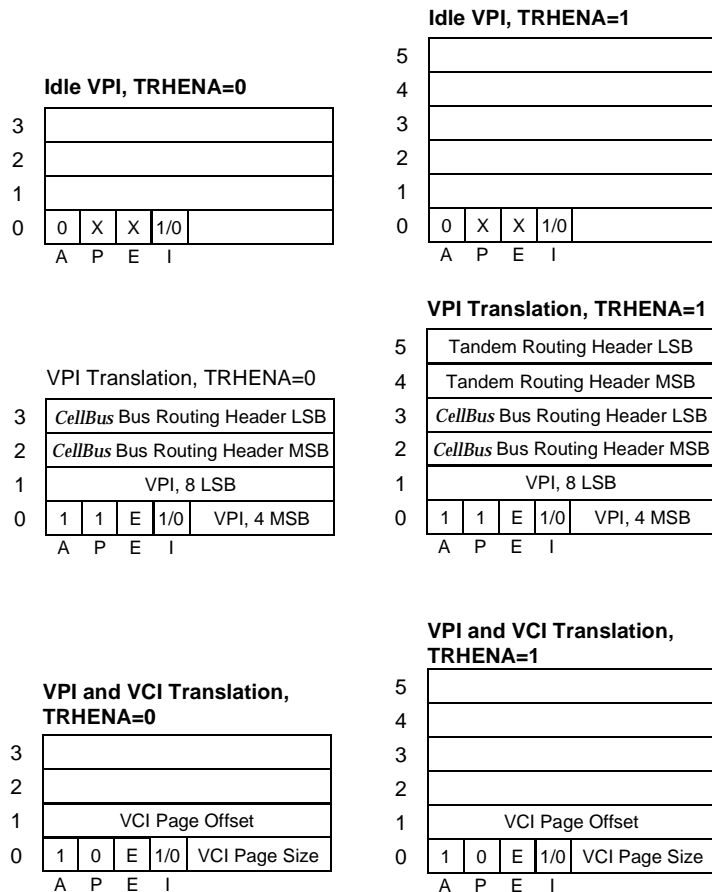 Idle VPI, TRHENA=0
3
2
1
0 0 X X 1/0
A P E I
Idle VPI, TRHENA=1
5
4
3
2
1
0 0 X X 1/0
A P E I
VPI Translation, TRHENA=0
3 CellBus Bus Routing Header LSB
2 CellBus Bus Routing Header MSB
1 VPI, 8 LSB
0 1 1 E 1/0 VPI, 4 MSB
A P E I
VPI Translation, TRHENA=1
5 Tandem Routing Header LSB
4 Tandem Routing Header MSB
3 CellBus Bus Routing Header LSB
2 CellBus Bus Routing Header MSB
1 VPI, 8 LSB
0 1 1 E 1/0 VPI, 4 MSB
A P E I
VPI and VCI Translation,
TRHENA=0
3
2
1 VCI Page Offset
0 1 0 E 1/0 VCI Page Size
A P E I
VPI and VCI Translation,
TRHENA=1
5
4
3
2
1 VCI Page Offset
0 1 0 E 1/0 VCI Page Size
A P E I